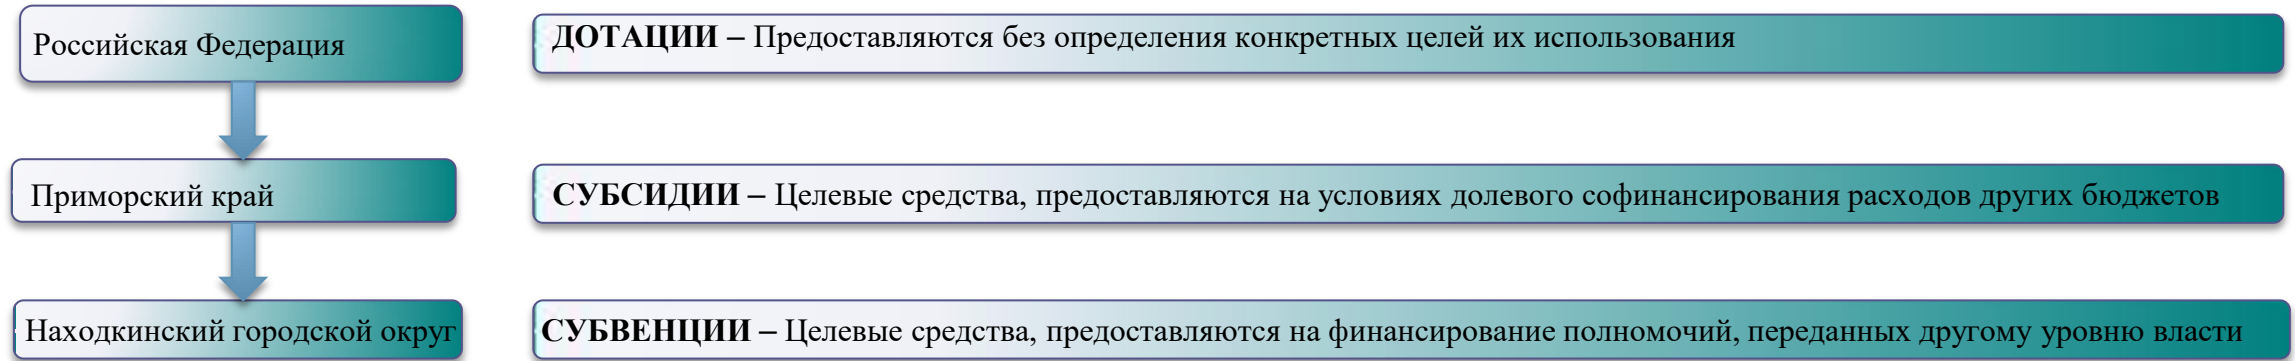 Российская Федерация
ДОТАЦИИ – Предоставляются без определения конкретных целей их использования
Приморский край
СУБСИДИИ – Целевые средства, предоставляются на условиях долевого софинансирования расходов других бюджетов
Находкинский городской округ
СУБВЕНЦИИ – Целевые средства, предоставляются на финансирование полномочий, переданных другому уровню власти